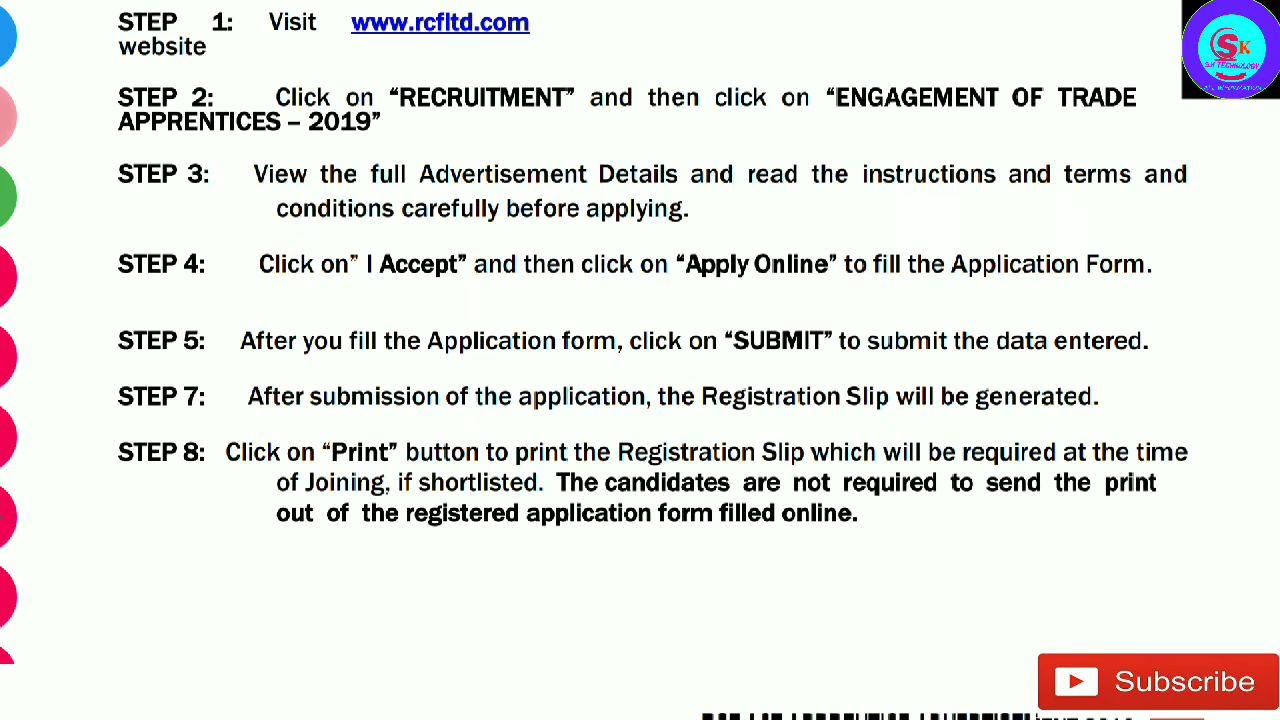 STEP 1: Visit www.rcfltd.com
website
STEP 2: Click on “RECRUITMENT” and then click on “ENGAGEMENT OF TRADE
APPRENTICES – 2019”
STEP 3: View the full Advertisement Details and read the instructions and terms and
conditions carefully before applying.
STEP 4: Click on” I Accept” and then click on “Apply Online” to fill the Application Form.
STEP 5: After you fill the Application form, click on “SUBMIT” to submit the data entered.
STEP 7: After submission of the application, the Registration Slip will be generated.
STEP 8: Click on “Print” button to print the Registration Slip which will be required at the time
of Joining, if shortlisted. The candidates are not required to send the print
out of the registered application form filled online.
SK
S.K TECHNOLOGY
ALL INFORMATION
Subscribe